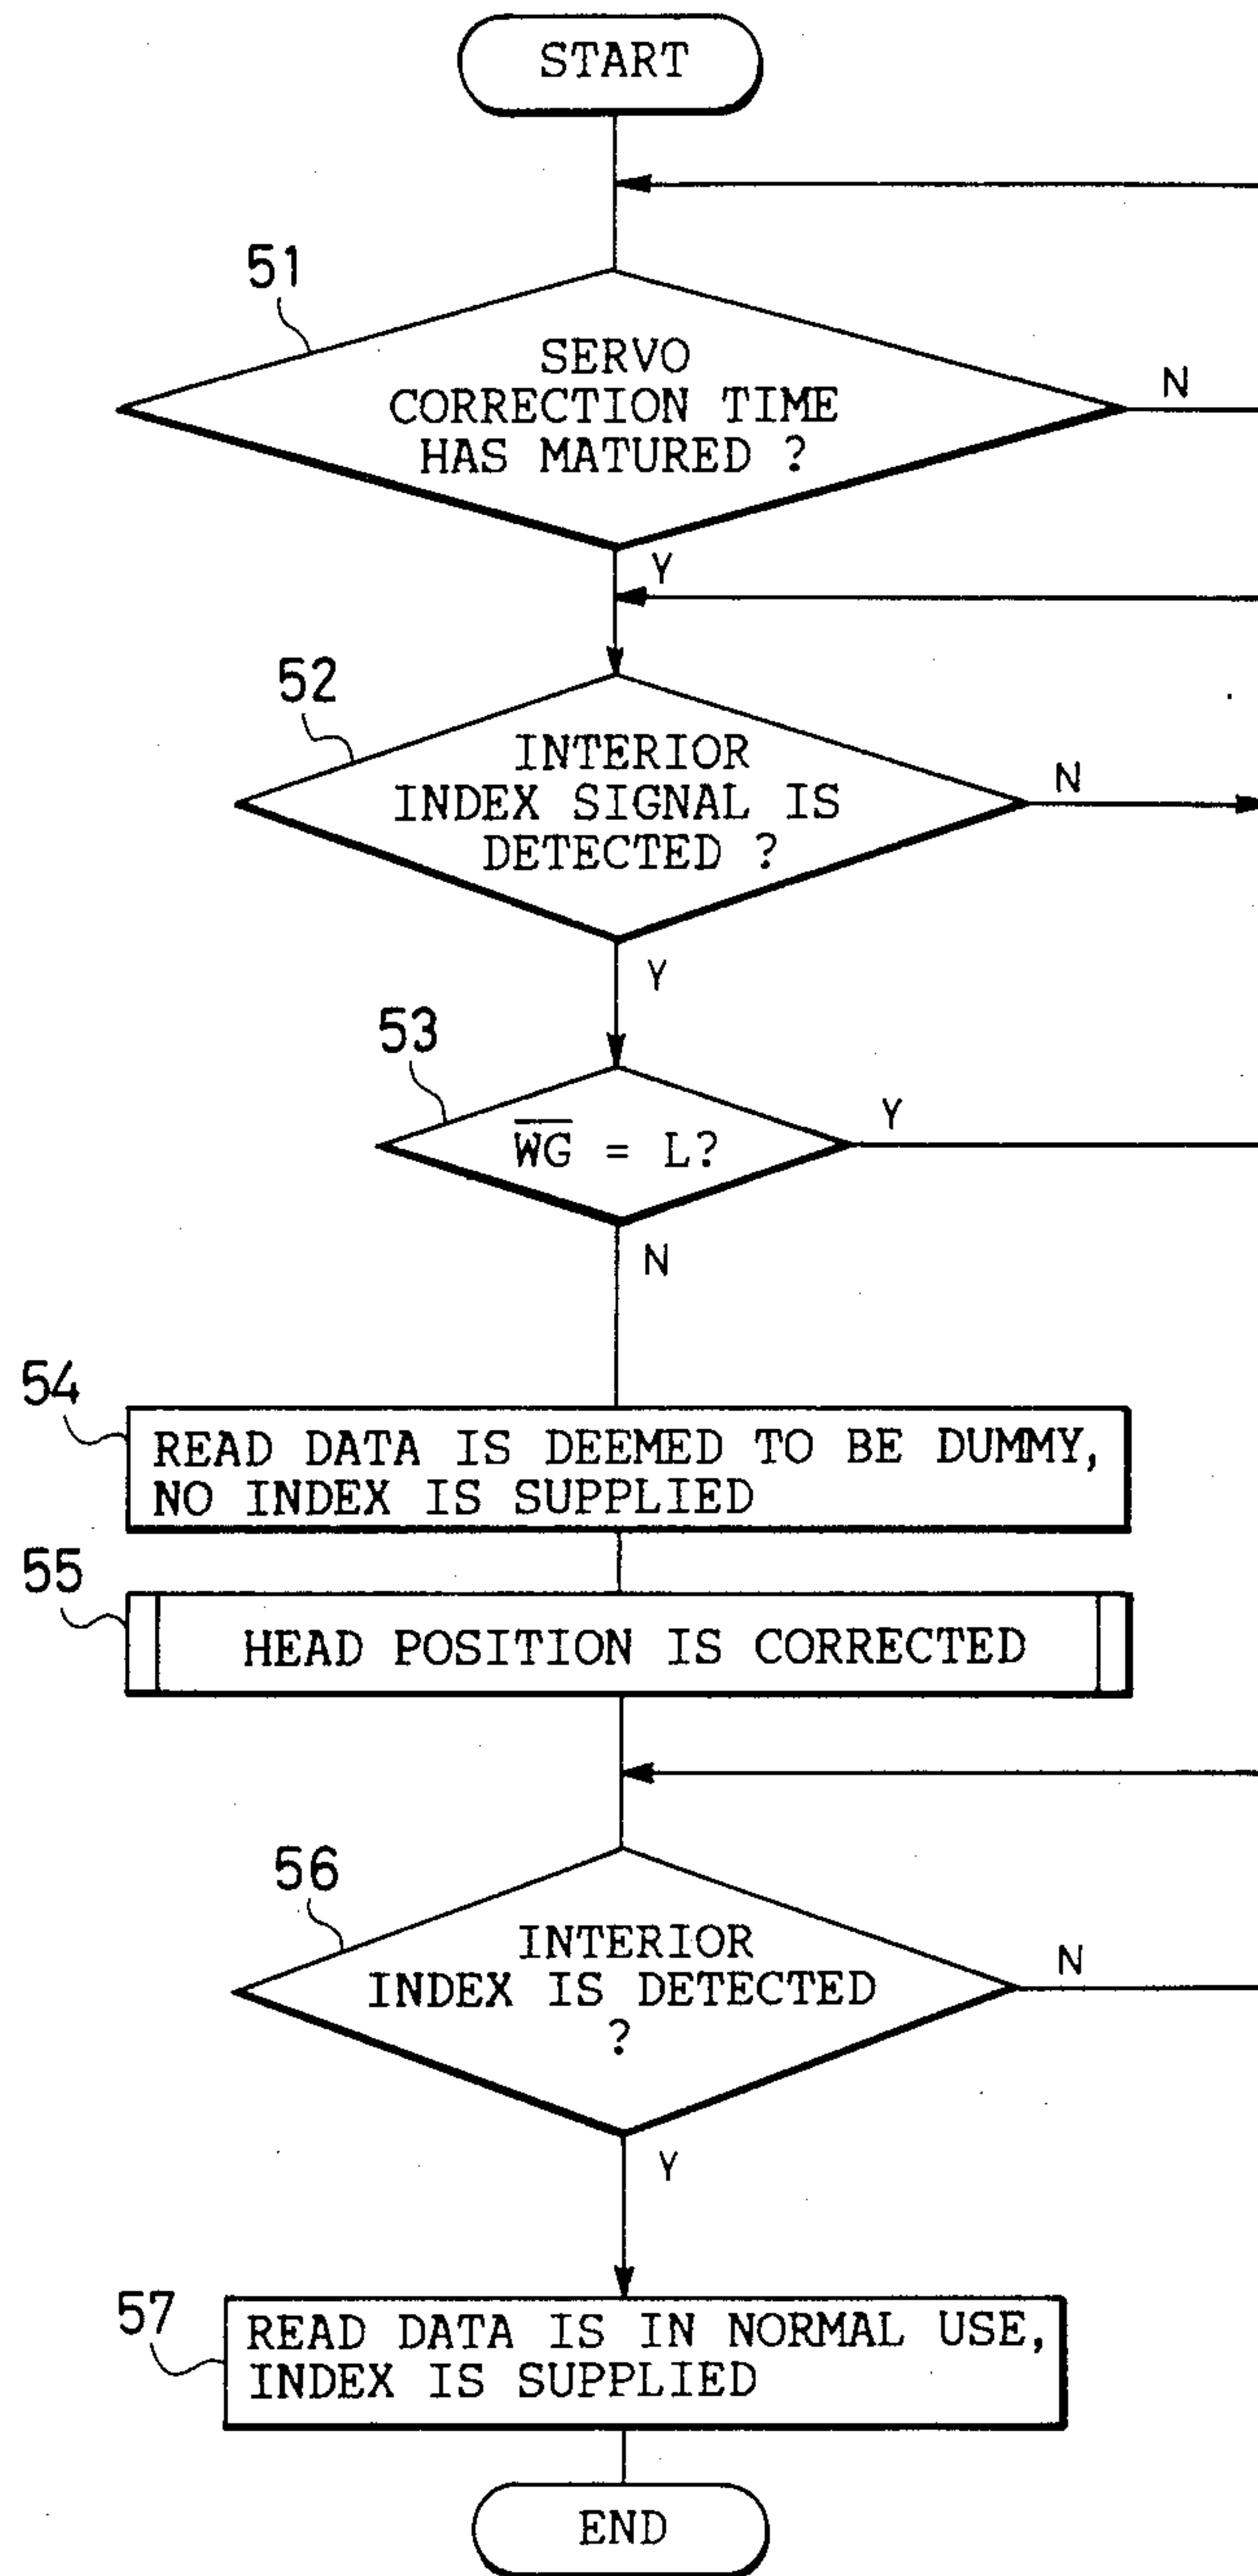 START
51
SERVO
CORRECTION TIME
HAS MATURED ?
N
Y
52
INTERIOR
INDEX SIGNAL IS
DETECTED ?
N
Y
53
W̅G̅ = L?
Y
N
54
READ DATA IS DEEMED TO BE DUMMY,
NO INDEX IS SUPPLIED
55
HEAD POSITION IS CORRECTED
56
INTERIOR
INDEX IS DETECTED
?
N
Y
57
READ DATA IS IN NORMAL USE,
INDEX IS SUPPLIED
END